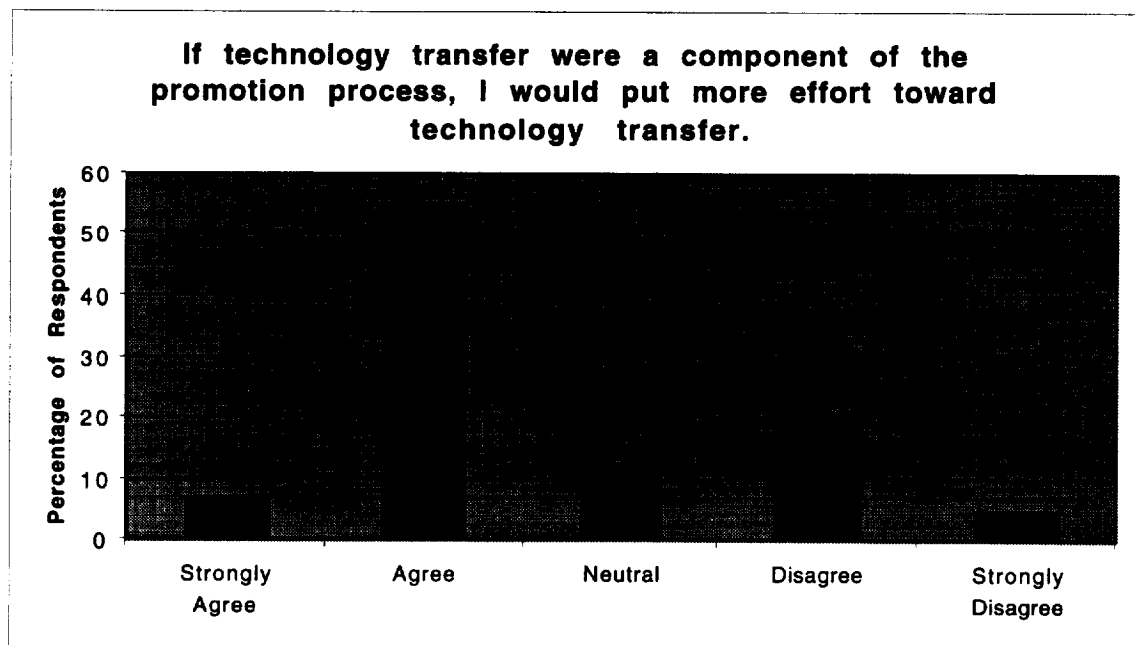 If technology transfer were a component of the
promotion process, I would put more effort toward
technology transfer.
Percentage of Respondents
60
50
40
30
20
10
0
Strongly
Agree
Agree
Neutral
Disagree
Strongly
Disagree